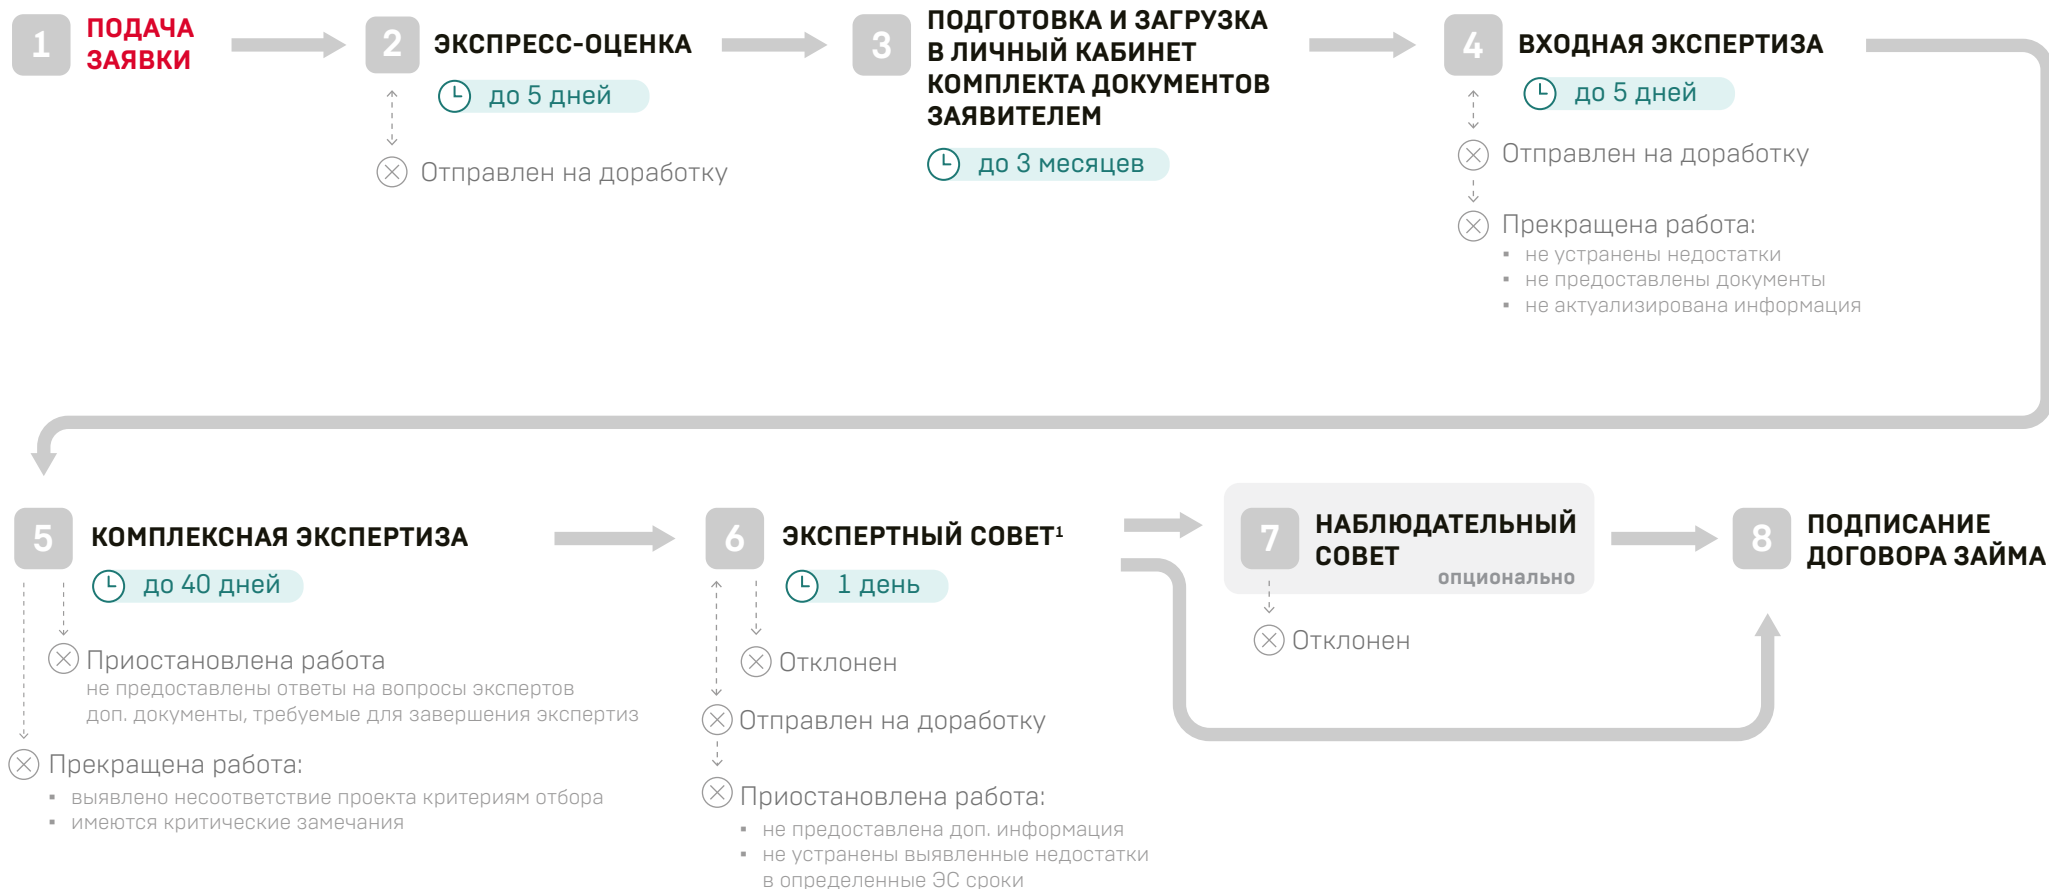 1
ПОДАЧА
ЗАЯВКИ
2
ЭКСПРЕСС-ОЦЕНКА
до 5 дней
Отправлен на доработку
3
ПОДГОТОВКА И ЗАГРУЗКА
В ЛИЧНЫЙ КАБИНЕТ
КОМПЛЕКТА ДОКУМЕНТОВ
ЗАЯВИТЕЛЕМ
до 3 месяцев
4
ВХОДНАЯ ЭКСПЕРТИЗА
до 5 дней
Отправлен на доработку
Прекращена работа:
▪ не устранены недостатки
▪ не предоставлены документы
▪ не актуализирована информация
5
КОМПЛЕКСНАЯ ЭКСПЕРТИЗА
до 40 дней
Приостановлена работа
не предоставлены ответы на вопросы экспертов
доп. документы, требуемые для завершения экспертиз
Прекращена работа:
▪ выявлено несоответствие проекта критериям отбора
▪ имеются критические замечания
6
ЭКСПЕРТНЫЙ СОВЕТ¹
1 день
Отклонен
Отправлен на доработку
Приостановлена работа:
▪ не предоставлена доп. информация
▪ не устранены выявленные недостатки
в определенные ЭС сроки
7
НАБЛЮДАТЕЛЬНЫЙ
СОВЕТ
опционально
Отклонен
8
ПОДПИСАНИЕ
ДОГОВОРА ЗАЙМА